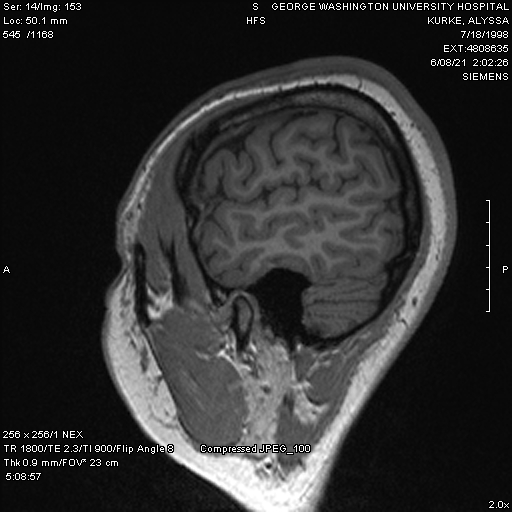 Ser: 14/Img: 153
Loc: 50.1 mm
545 /1168
S
HFS
GEORGE WASHINGTON UNIVERSITY HOSPITAL
KURKE, ALYSSA
7/18/1998
EXT:4808635
6/08/21 2:02:26
SIEMENS
A
P
256 x 256/1 NEX
TR 1800/TE 2.3/TI 900/Flip Angle 8
Thk 0.9 mm/FOV* 23 cm
5:08:57
Compressed JPEG_100
2.0x